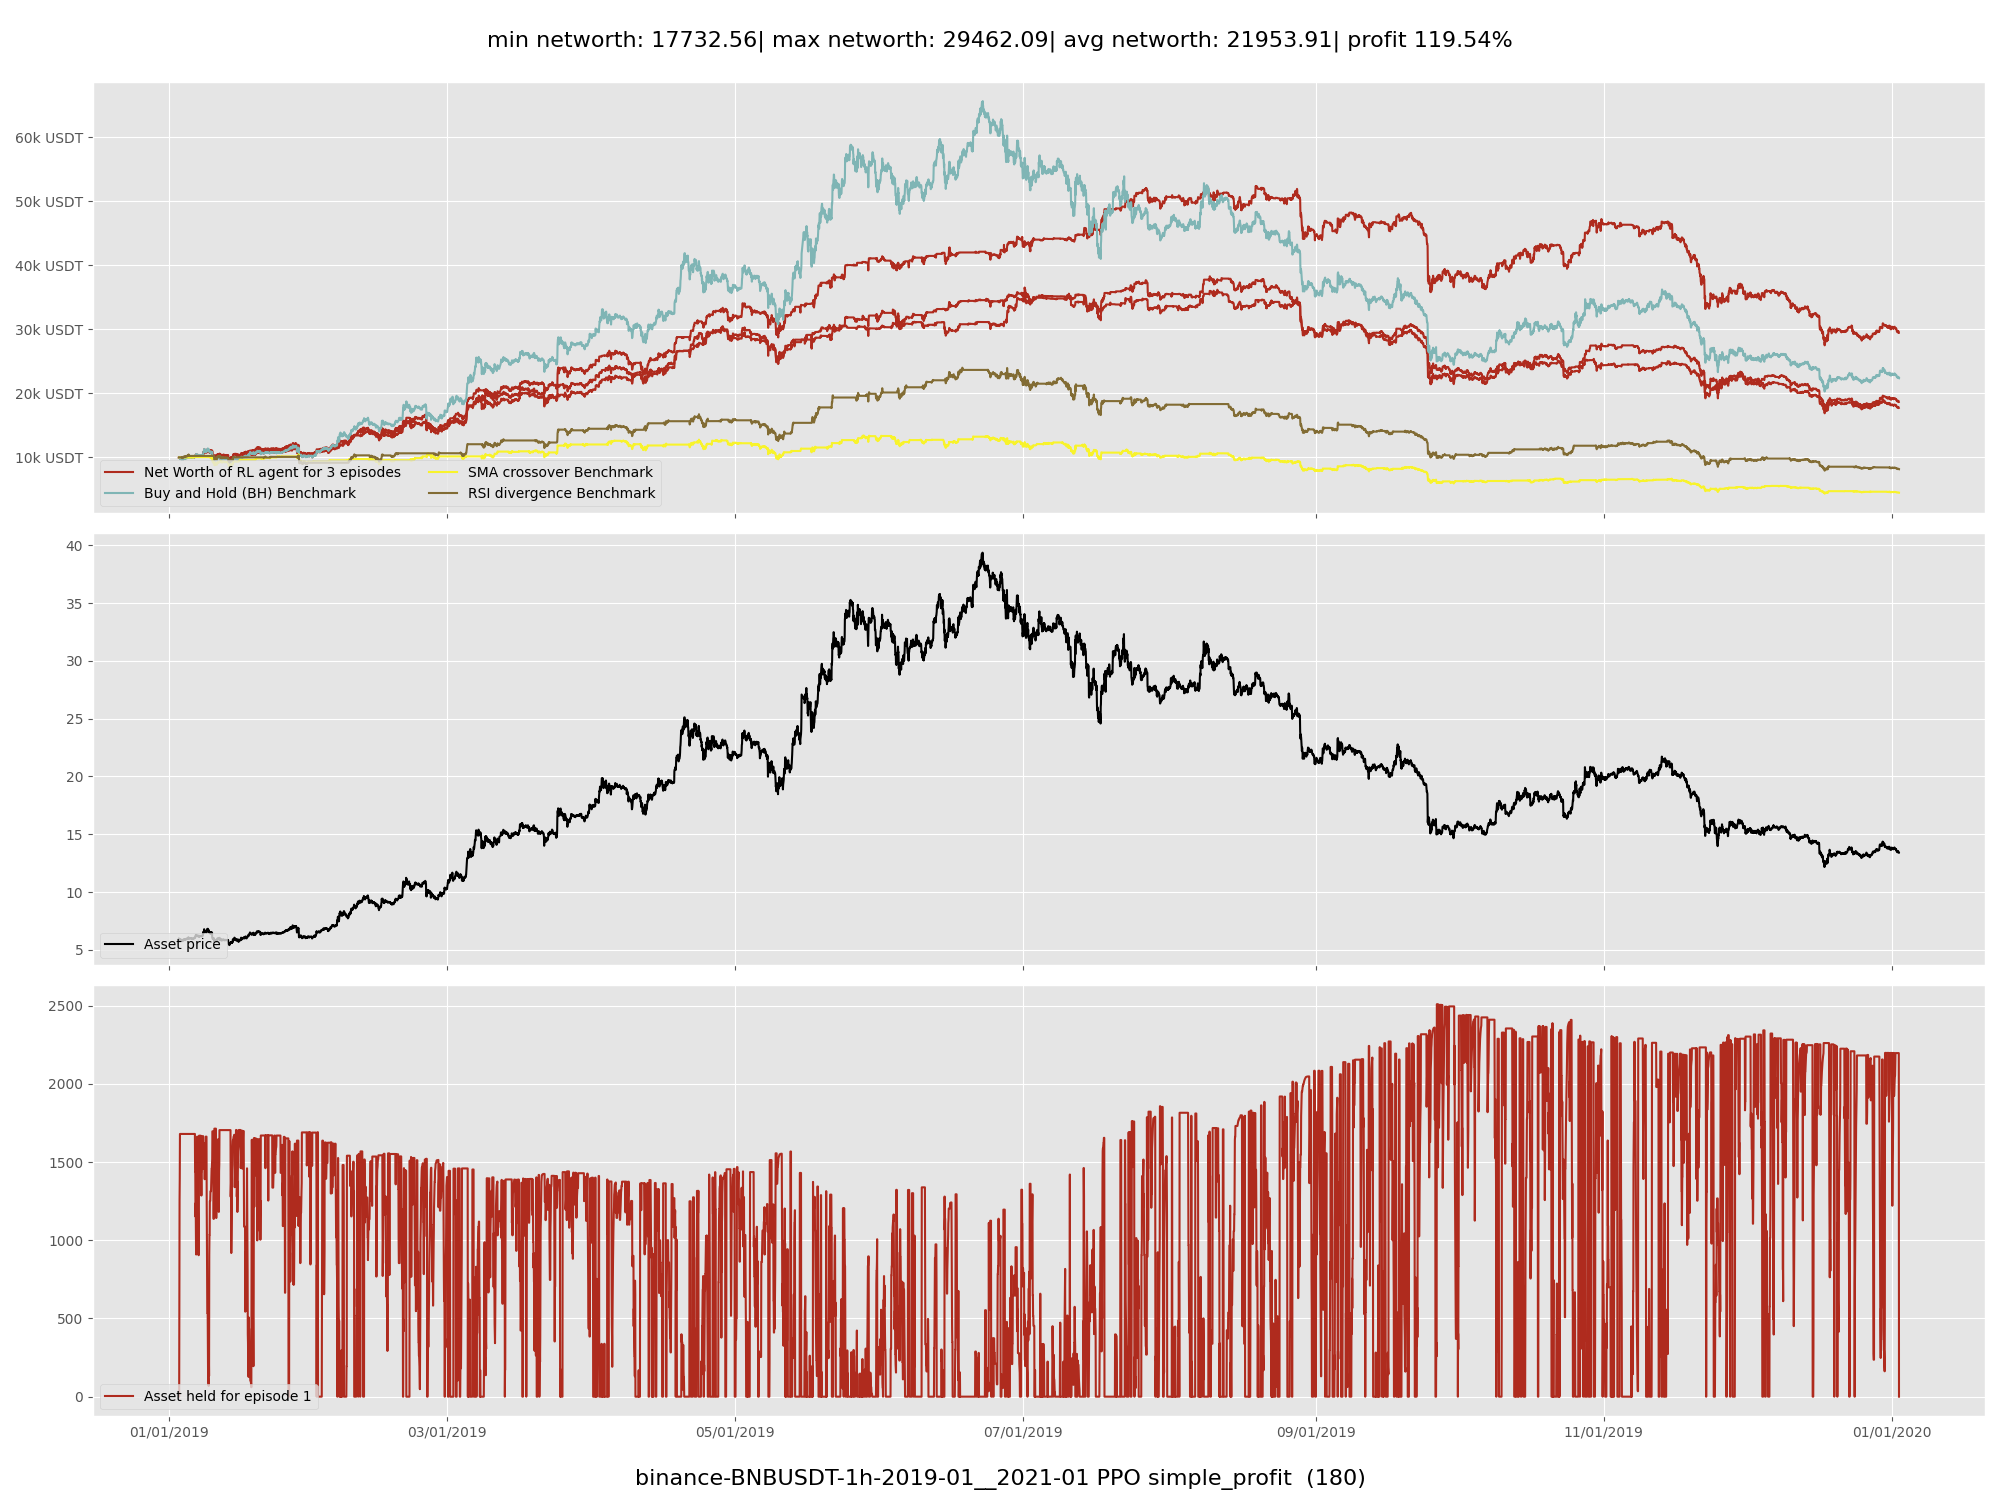 min networth: 17732.56| max networth: 29462.09| avg networth: 21953.91| profit 119.54%
60k USDT
50k USDT
40k USDT
30k USDT
20k USDT
10k USDT
Net Worth of RL agent for 3 episodes
Buy and Hold (BH) Benchmark
SMA crossover Benchmark
RSI divergence Benchmark
40
35
30
25
20
15
10
5
Asset price
2500
2000
1500
1000
500
0
Asset held for episode 1
01/01/2019 03/01/2019 05/01/2019 07/01/2019 09/01/2019 11/01/2019 01/01/2020
binance-BNBUSDT-1h-2019-01__2021-01 PPO simple_profit  (180)